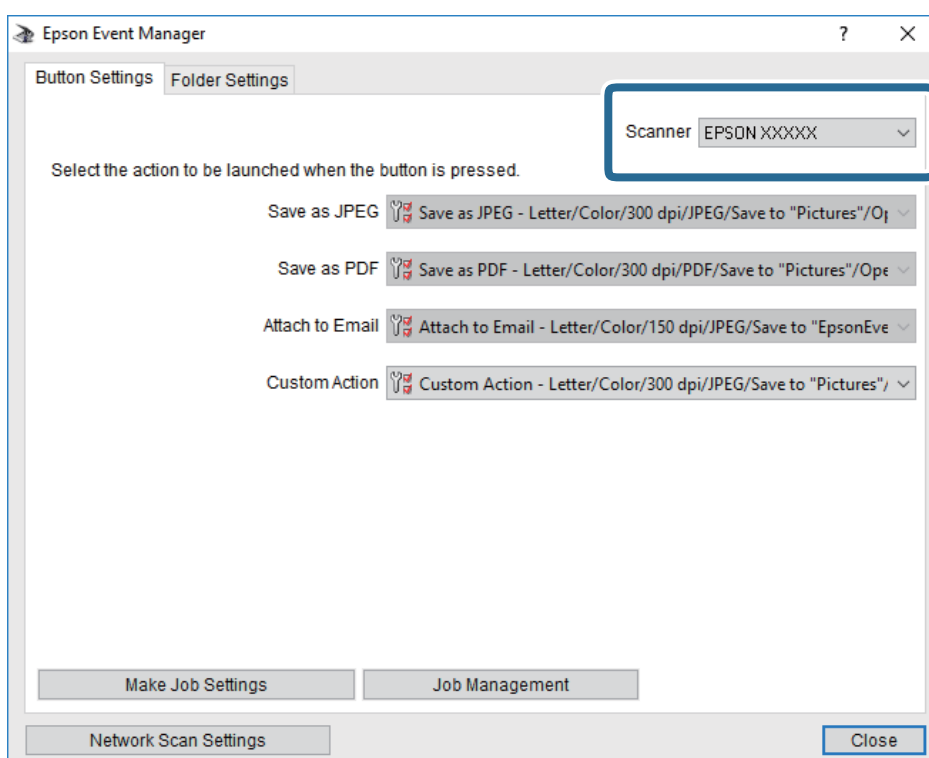 Epson Event Manager
Button Settings Folder Settings
Scanner EPSON XXXXX
Select the action to be launched when the button is pressed.
Save as JPEG Save as JPEG - Letter/Color/300 dpi/JPEG/Save to "Pictures"/Op
Save as PDF Save as PDF - Letter/Color/300 dpi/PDF/Save to "Pictures"/Ope
Attach to Email Attach to Email - Letter/Color/150 dpi/JPEG/Save to "EpsonEve
Custom Action Custom Action - Letter/Color/300 dpi/JPEG/Save to "Pictures"/
Make Job Settings Job Management
Network Scan Settings Close